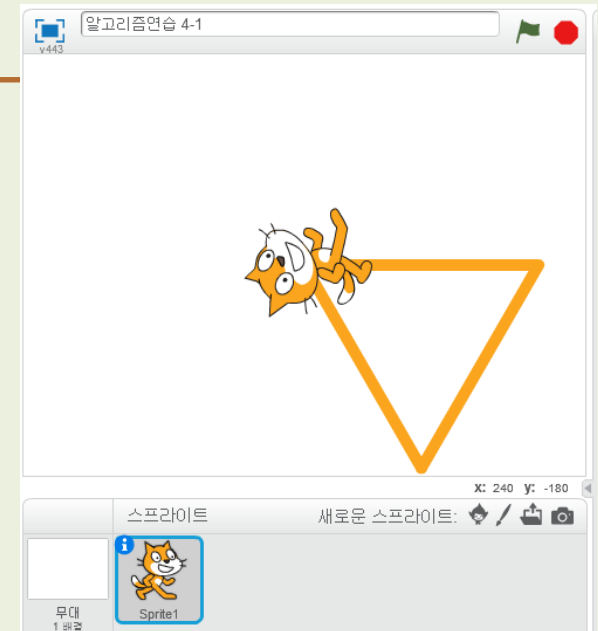 알고리즘연습 4-1
v443
x: 240 y: -180
스프라이트 새로운 스프라이트:
Sprite1
무대
1 배경